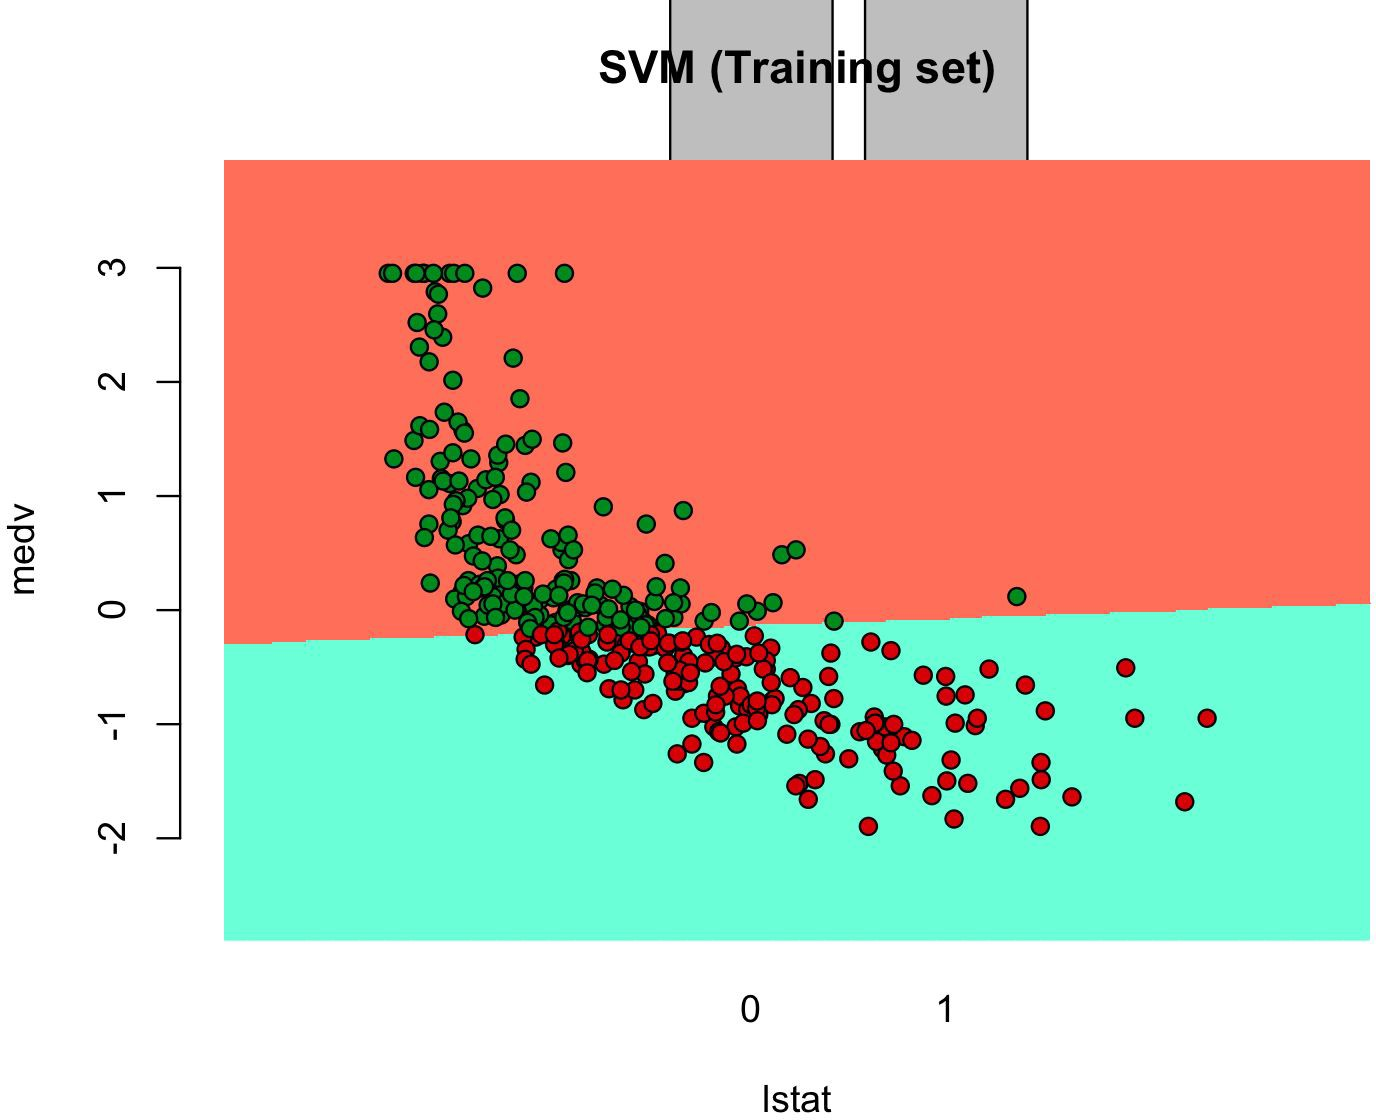 SVM (Training set)
3
2
1
0
-1
-2
medv
0 1
lstat